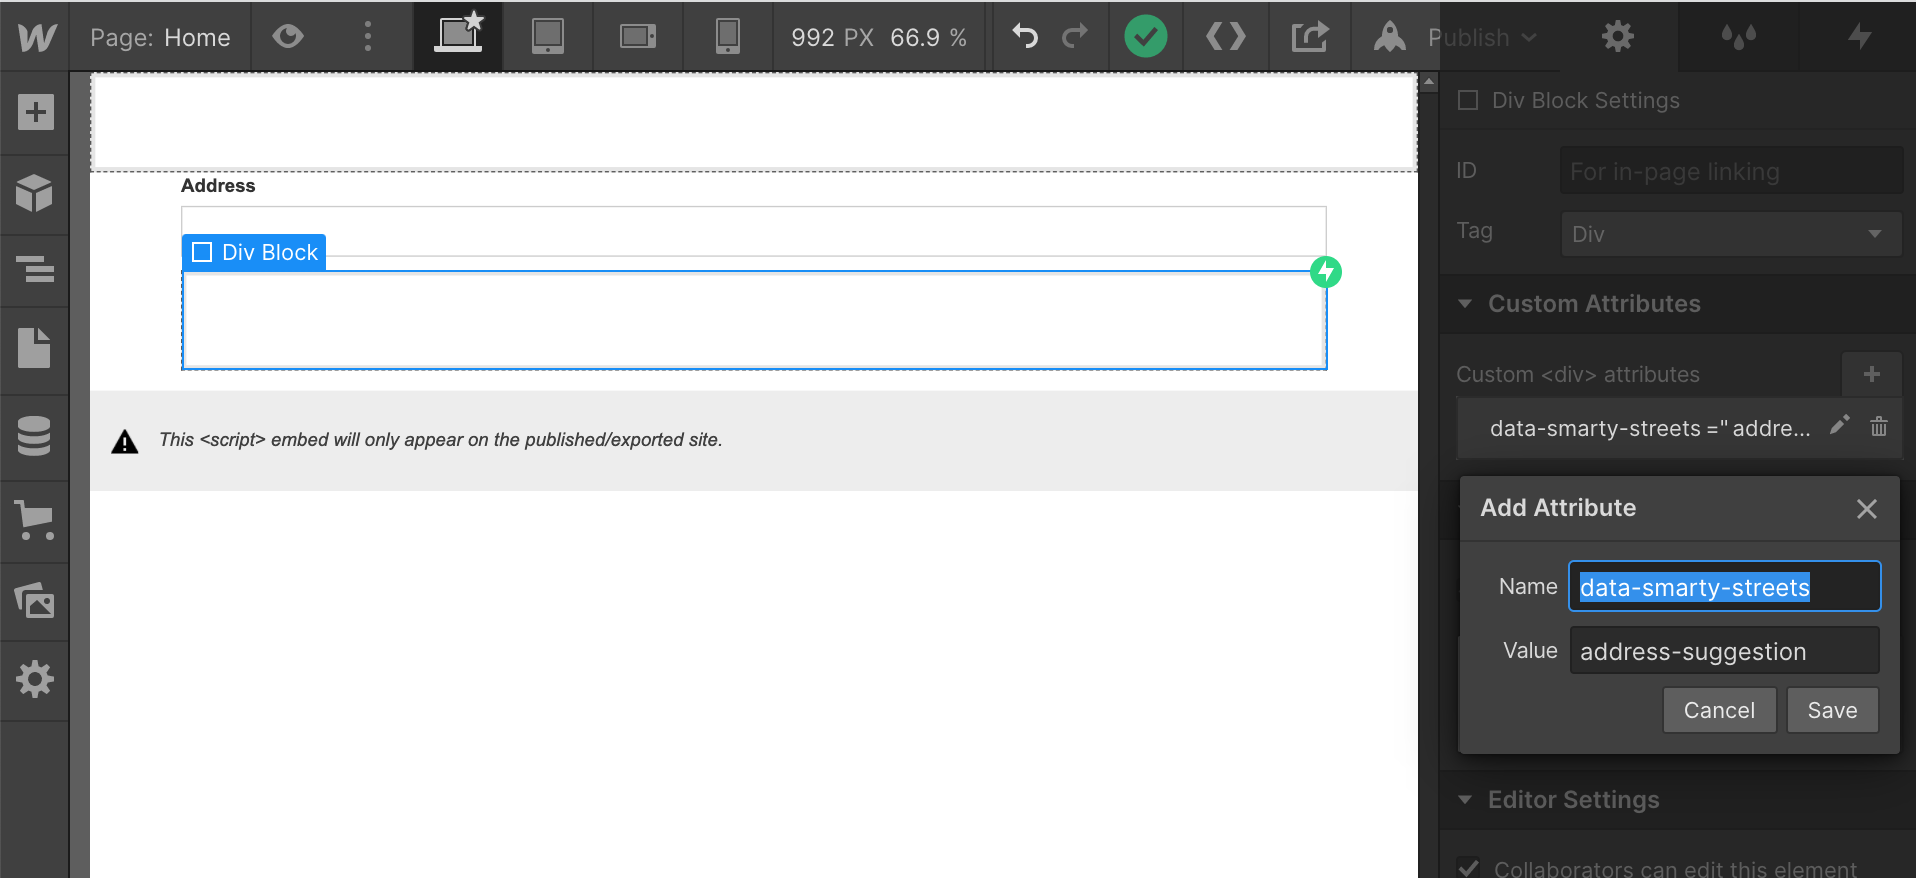 Page: Home
992 PX 66.9 %
Publish
Div Block Settings
ID For in-page linking
Tag Div
Custom Attributes
Custom <div> attributes
data-smarty-streets =" addre...
Add Attribute
Name data-smarty-streets
Value address-suggestion
Cancel Save
Editor Settings
Collaborators can edit this element
Address
Div Block
This <script> embed will only appear on the published/exported site.